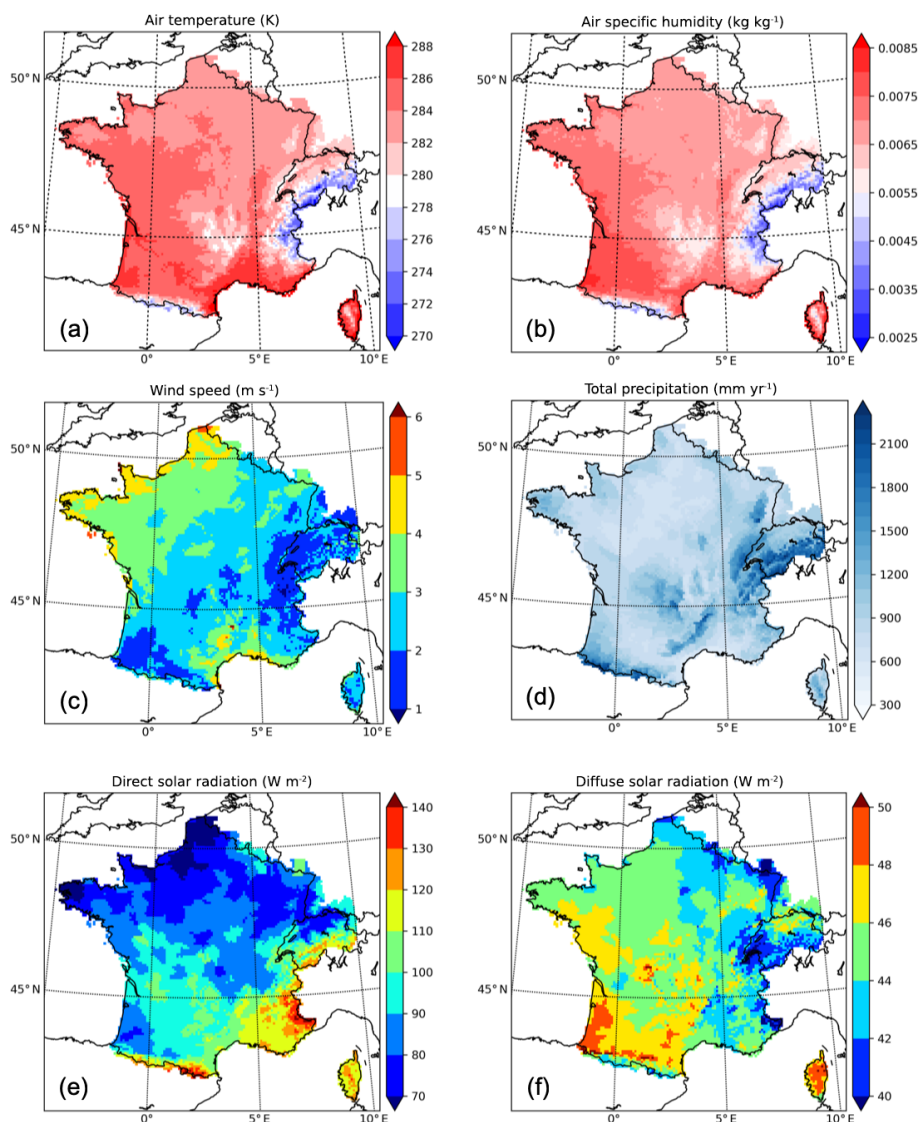 Air temperature (K)
50° N
45° N
0°
5° E
10° E
288
286
284
282
280
278
276
274
272
270
(a)
Air specific humidity (kg kg⁻¹)
50° N
45° N
0°
5° E
10° E
0.0085
0.0075
0.0065
0.0055
0.0045
0.0035
0.0025
(b)
Wind speed (m s⁻¹)
50° N
45° N
0°
5° E
10° E
6
5
4
3
2
1
(c)
Total precipitation (mm yr⁻¹)
50° N
45° N
0°
5° E
10° E
2100
1800
1500
1200
900
600
300
(d)
Direct solar radiation (W m⁻²)
50° N
45° N
0°
5° E
10° E
140
130
120
110
100
90
80
70
(e)
Diffuse solar radiation (W m⁻²)
50° N
45° N
0°
5° E
10° E
50
48
46
44
42
40
(f)